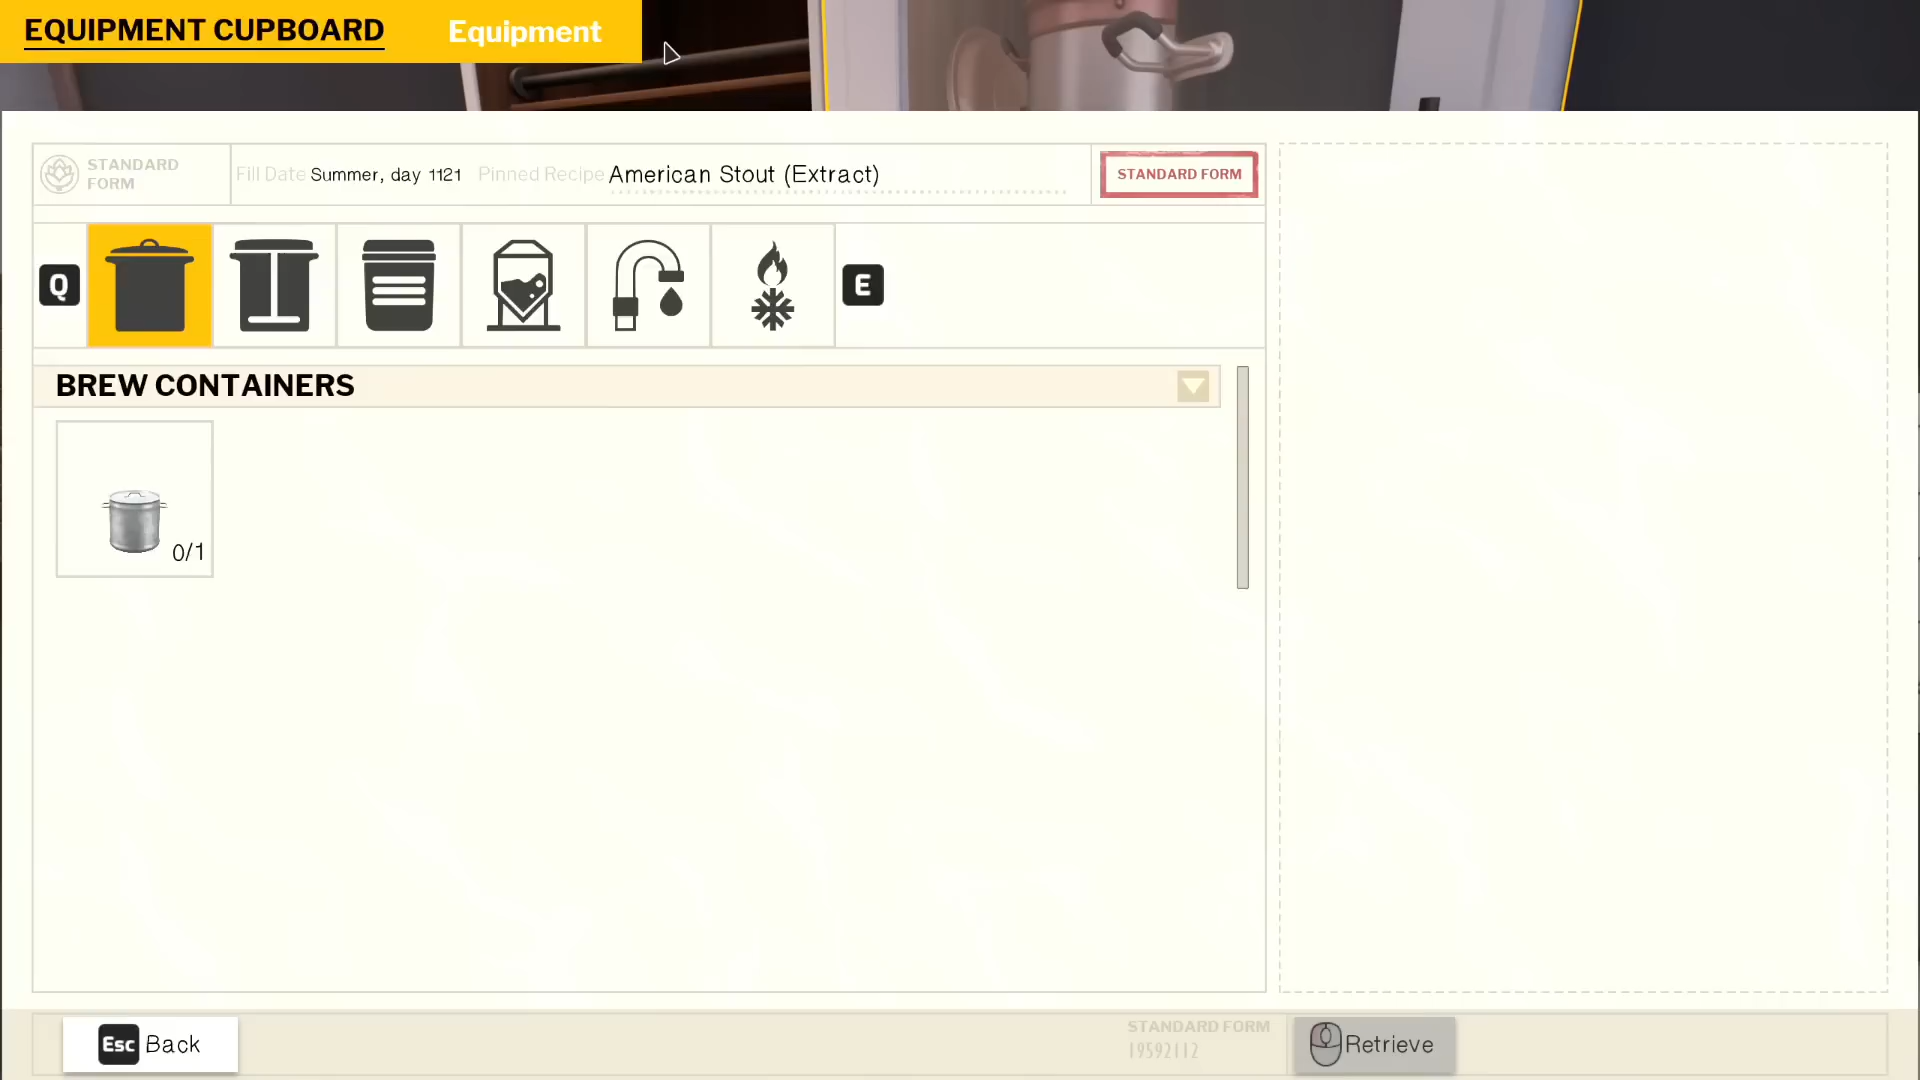 EQUIPMENT CUPBOARD Equipment
STANDARD FORM
Fill Date Summer, day 1121 Pinned Recipe American Stout (Extract)
STANDARD FORM
Q E
BREW CONTAINERS
0/1
Esc Back
STANDARD FORM
19592112
Retrieve